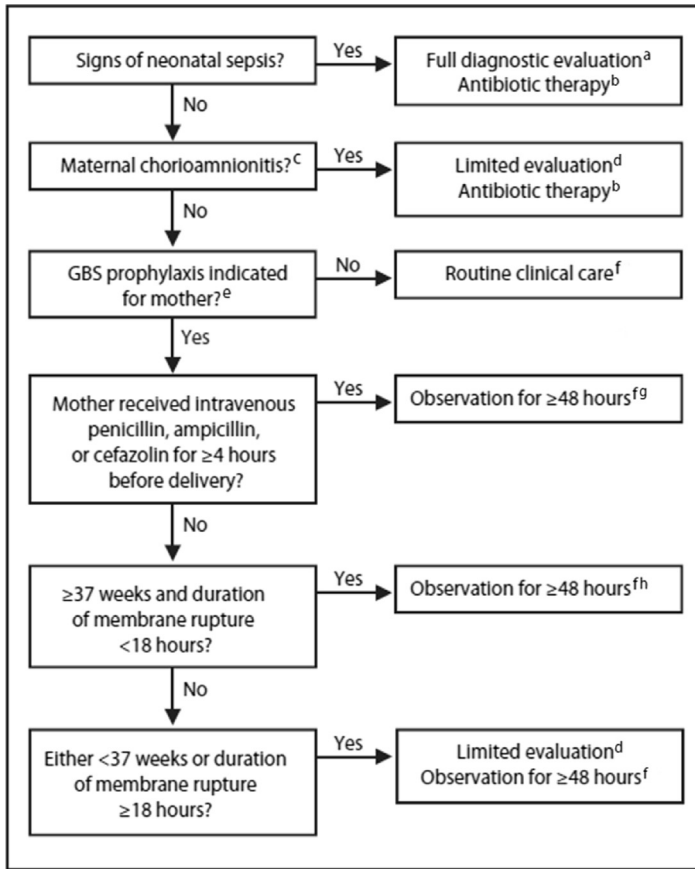 Signs of neonatal sepsis?
Yes
Full diagnostic evaluationᵃ
Antibiotic therapyᵇ
No
Maternal chorioamnionitis?ᶜ
Yes
Limited evaluationᵈ
Antibiotic therapyᵇ
No
GBS prophylaxis indicated
for mother?ᵉ
No
Routine clinical careᶠ
Yes
Mother received intravenous
penicillin, ampicillin,
or cefazolin for ≥4 hours
before delivery?
Yes
Observation for ≥48 hoursᶠᵍ
No
≥37 weeks and duration
of membrane rupture
<18 hours?
Yes
Observation for ≥48 hoursᶠʰ
No
Either <37 weeks or duration
of membrane rupture
≥18 hours?
Yes
Limited evaluationᵈ
Observation for ≥48 hoursᶠ